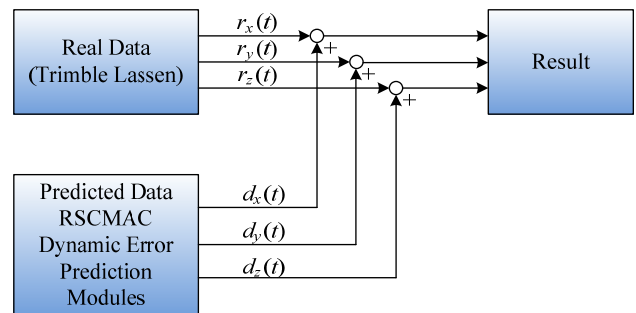 Real Data
(Trimble Lassen)
r_x(t)
r_y(t)
r_z(t)
+
+
+
Result
Predicted Data
RSCMAC
Dynamic Error
Prediction
Modules
d_x(t)
d_y(t)
d_z(t)